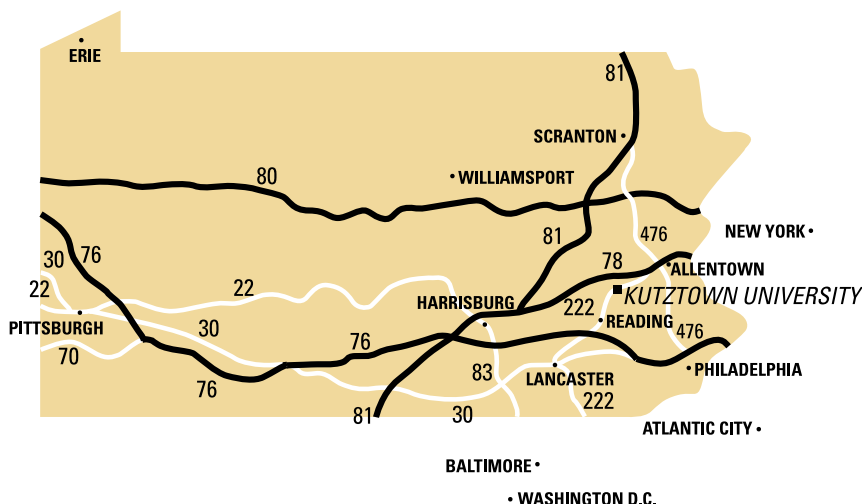 ERIE
81
SCRANTON
80
WILLIAMSPORT
NEW YORK
81
476
76
30
78
ALLENTOWN
22
22
KUTZTOWN UNIVERSITY
HARRISBURG
222
READING
PITTSBURGH
30
76
476
70
83
LANCASTER
PHILADELPHIA
76
222
81
30
ATLANTIC CITY
BALTIMORE
WASHINGTON D.C.